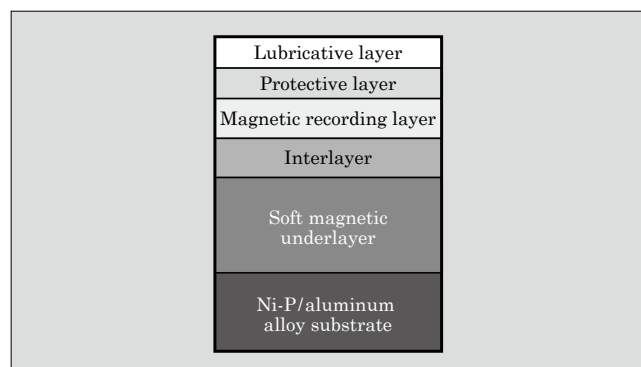 Lubricative layer
Protective layer
Magnetic recording layer
Interlayer
Soft magnetic
underlayer
Ni-P/aluminum
alloy substrate